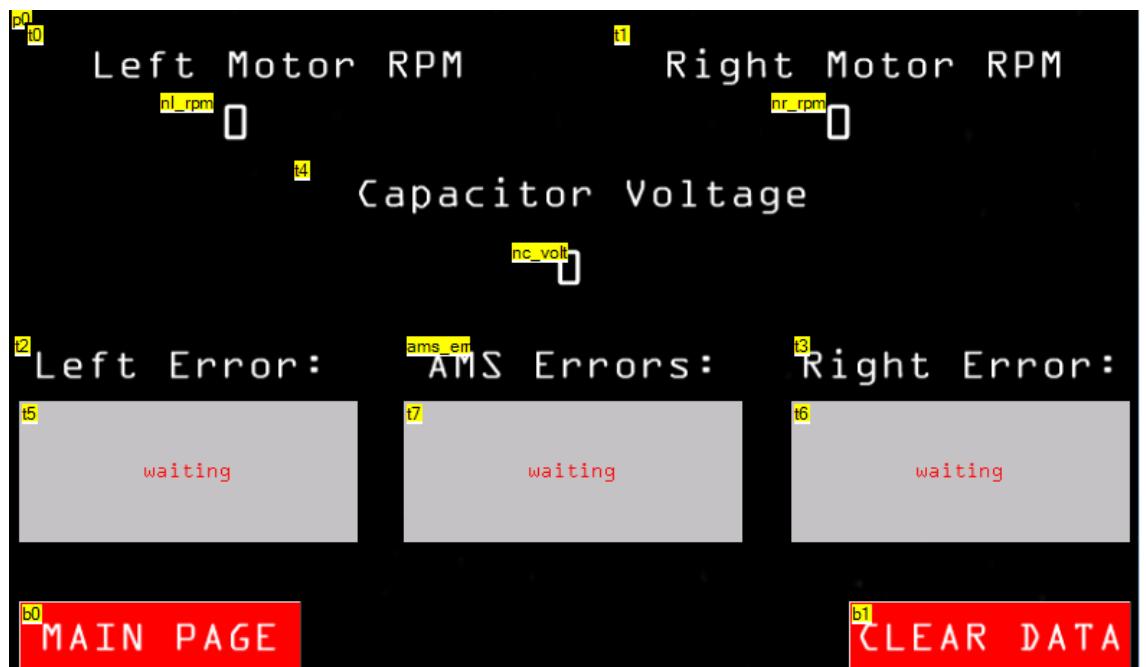 p0
t0
t1
Left Motor RPM
Right Motor RPM
nl_rpm
nr_rpm
0
0
t4
Capacitor Voltage
nc_volt
0
t2
ams_err
t3
Left Error:
AMS Errors:
Right Error:
t5
t7
t6
waiting
waiting
waiting
b0
b1
MAIN PAGE
CLEAR DATA